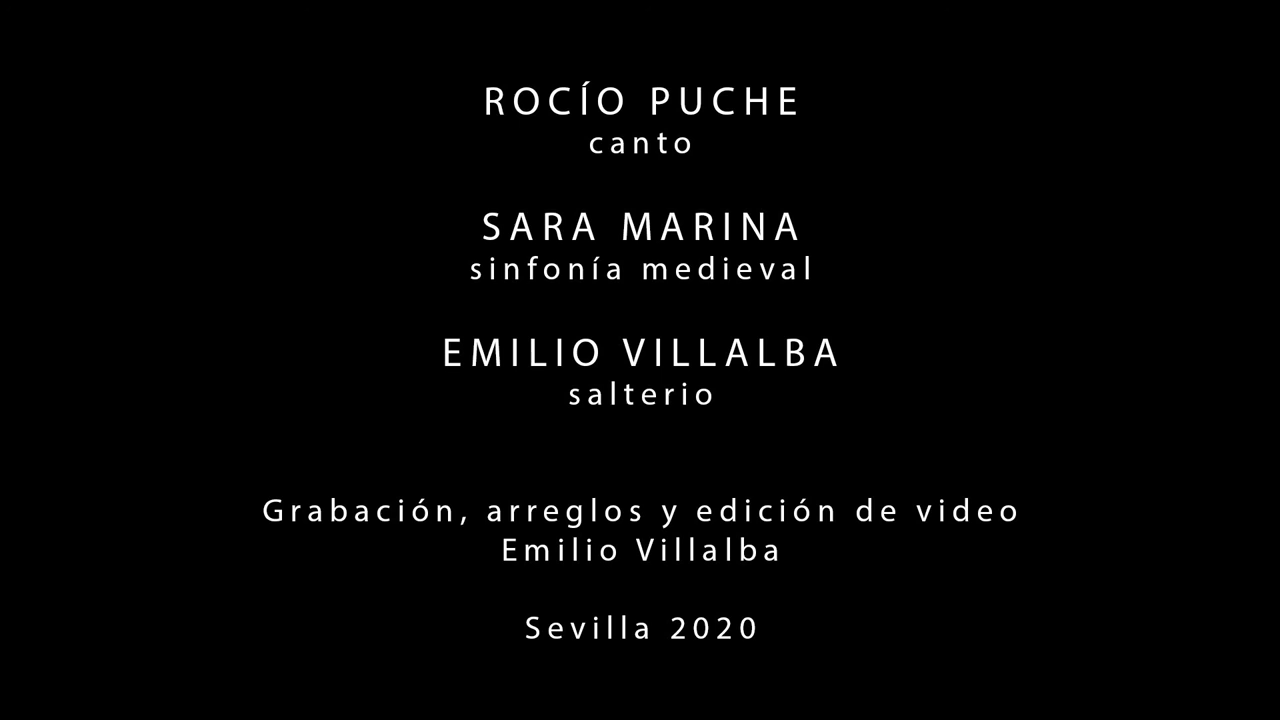 ROCÍO PUCHE
canto
SARA MARINA
sinfonía medieval
EMILIO VILLALBA
salterio
Grabación, arreglos y edición de video
Emilio Villalba
Sevilla 2020